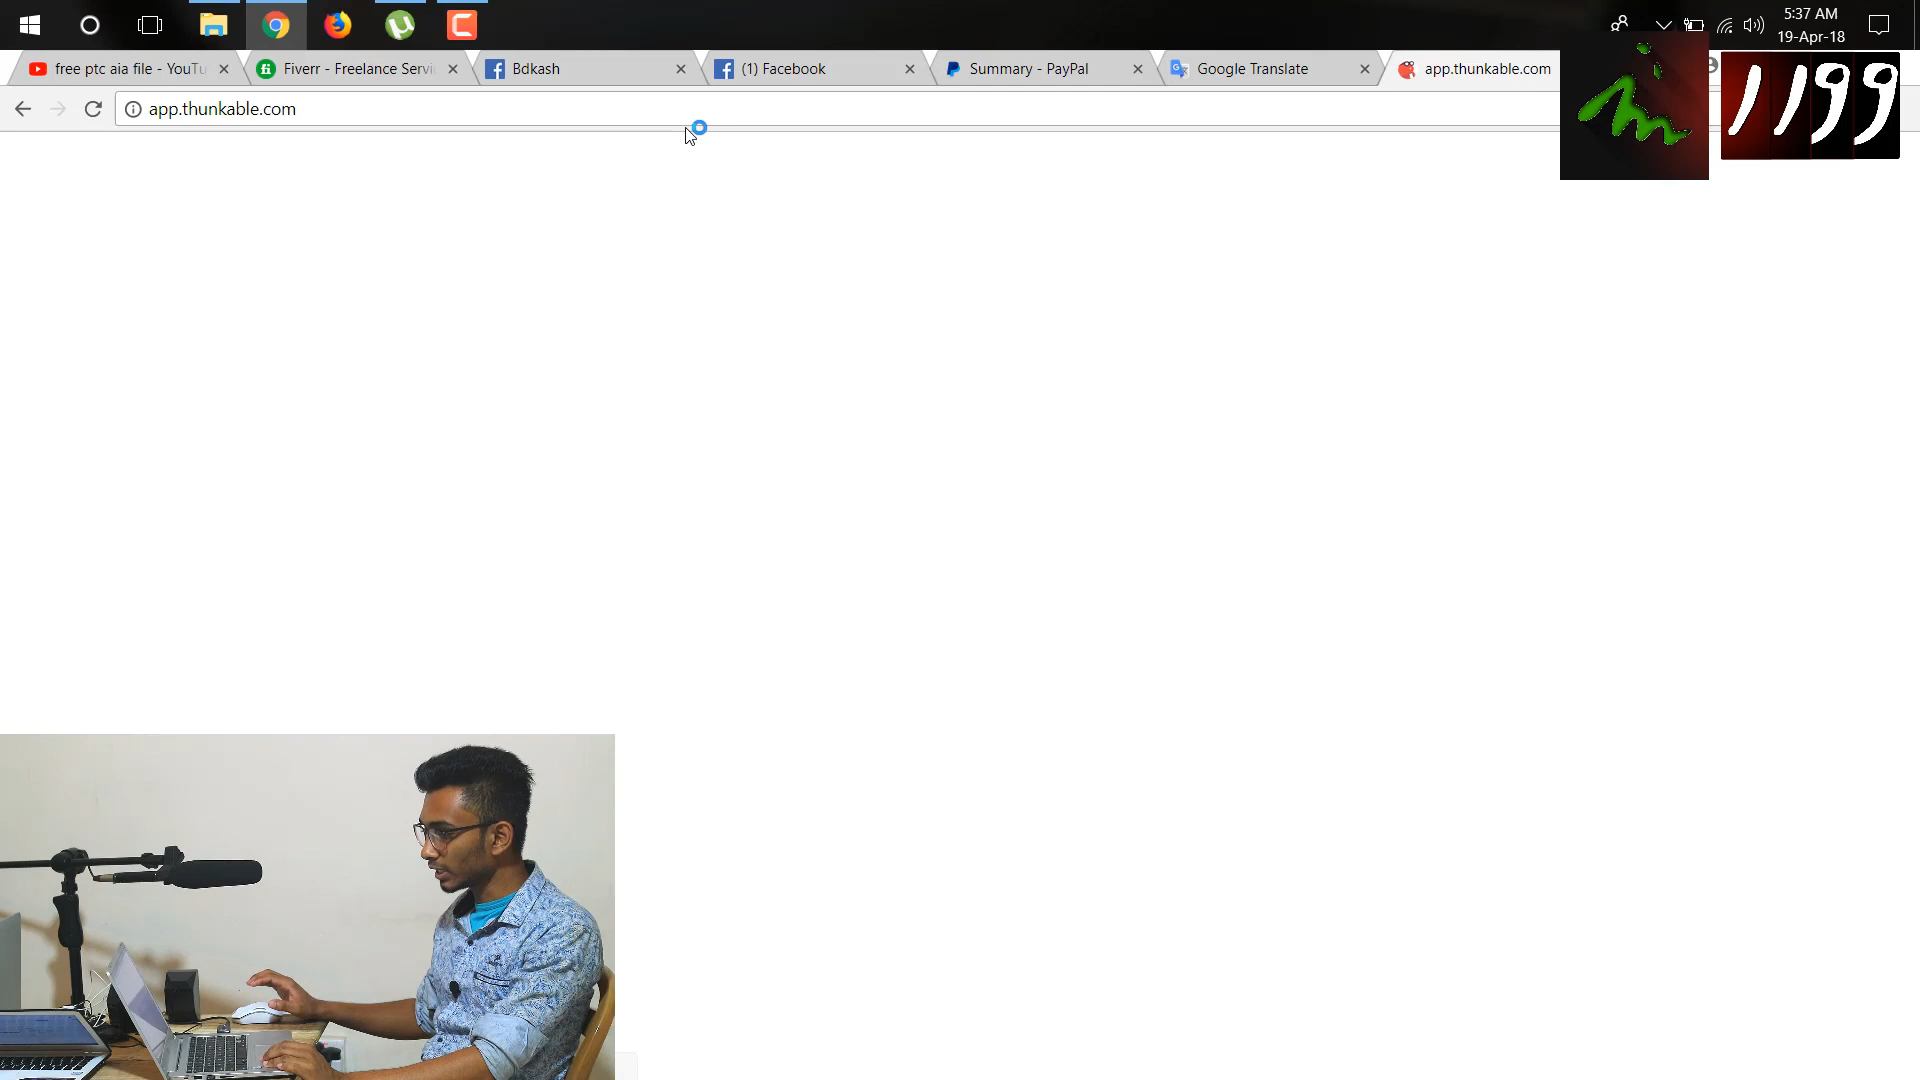 5:37 AM
19-Apr-18
free ptc aia file - YouTu
Fiverr - Freelance Servi
Bdkash
(1) Facebook
Summary - PayPal
Google Translate
app.thunkable.com
app.thunkable.com
1199